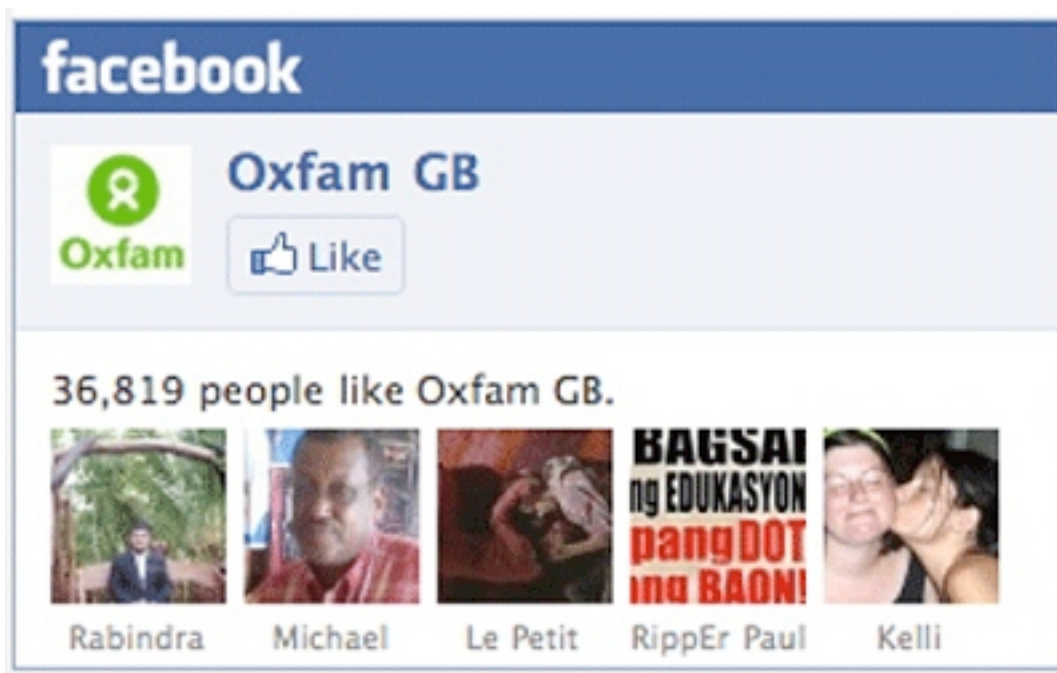 facebook
Oxfam GB
Oxfam
Like
36,819 people like Oxfam GB.
BAGSAK
ng EDUKASYON
pang DOT
ang BAON!
Rabindra Michael Le Petit RippEr Paul Kelli